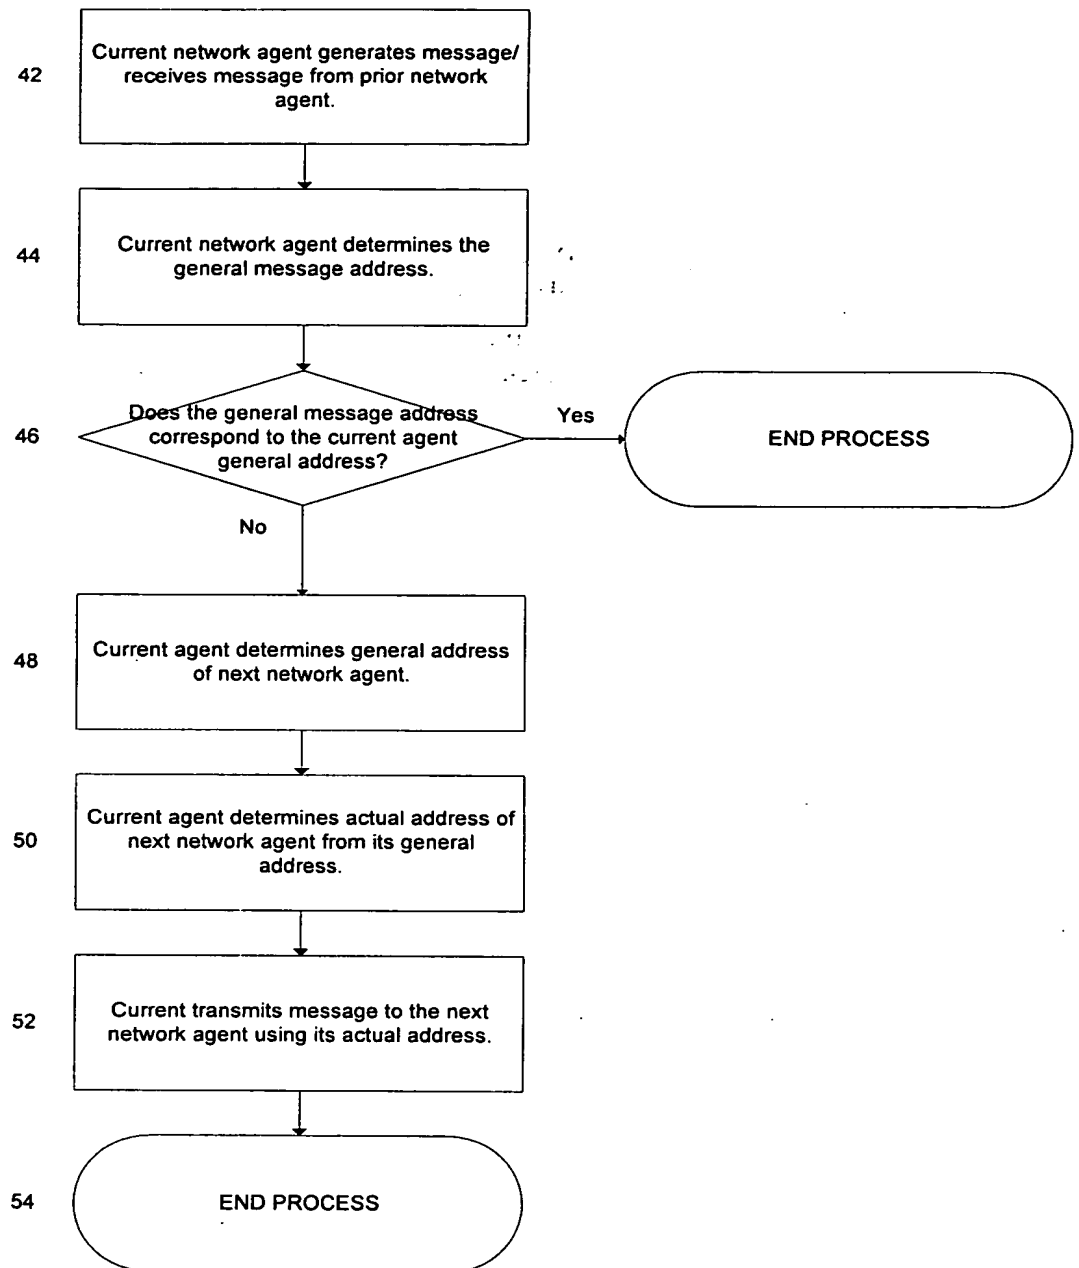 42
Current network agent generates message/
receives message from prior network
agent.
44
Current network agent determines the
general message address.
46
Does the general message address
correspond to the current agent
general address?
Yes
END PROCESS
No
48
Current agent determines general address
of next network agent.
50
Current agent determines actual address of
next network agent from its general
address.
52
Current transmits message to the next
network agent using its actual address.
54
END PROCESS